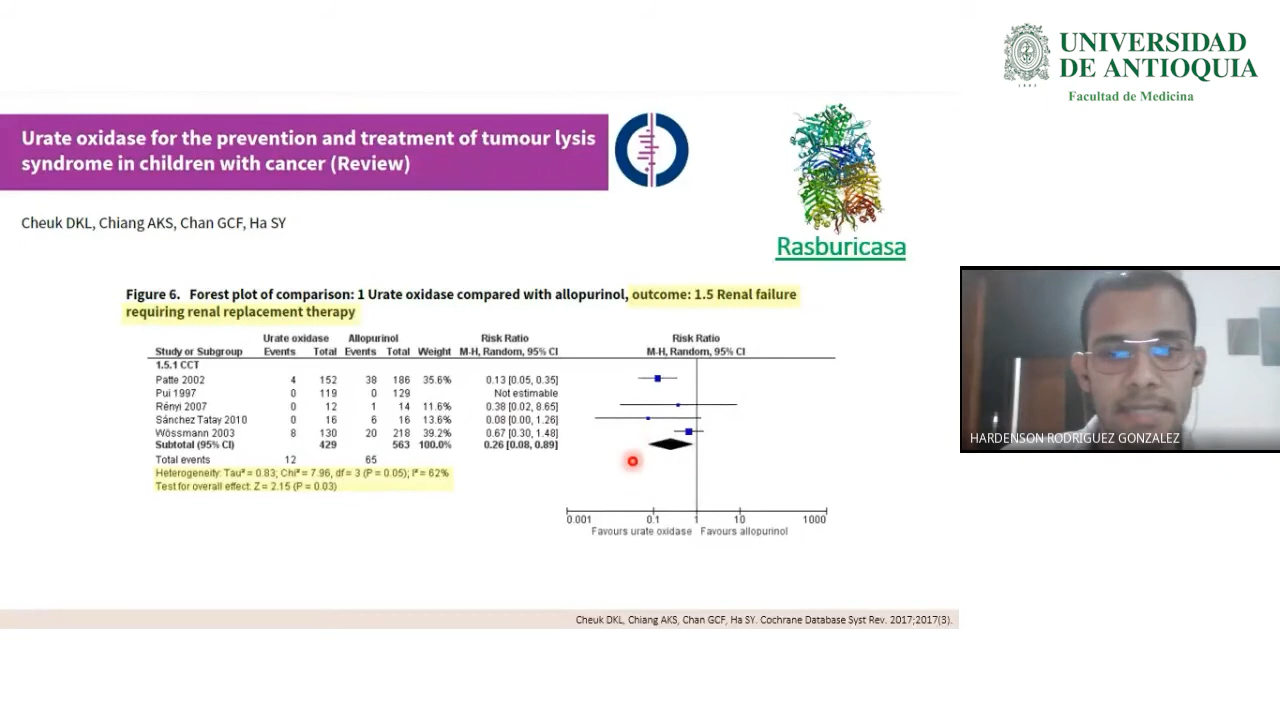 UNIVERSIDAD
DE ANTIOQUIA
1803
Facultad de Medicina
Urate oxidase for the prevention and treatment of tumour lysis
syndrome in children with cancer (Review)
Cheuk DKL, Chiang AKS, Chan GCF, Ha SY
Rasburicasa
Figure 6. Forest plot of comparison: 1 Urate oxidase compared with allopurinol, outcome: 1.5 Renal failure
requiring renal replacement therapy
Urate oxidase Allopurinol Risk Ratio Risk Ratio
Study or Subgroup Events Total Events Total Weight M-H, Random, 95% CI M-H, Random, 95% CI
1.5.1 CCT
Patte 2002 4 152 38 186 35.6% 0.13 [0.05, 0.35]
Pui 1997 0 119 0 129 Not estimable
Rényi 2007 0 12 1 14 11.6% 0.38 [0.02, 8.65]
Sánchez Tatay 2010 0 16 6 16 13.6% 0.08 [0.00, 1.26]
Wössmann 2003 8 130 20 218 39.2% 0.67 [0.30, 1.48]
Subtotal (95% CI) 429 563 100.0% 0.26 [0.08, 0.89]
Total events 12 65
Heterogeneity: Tau² = 0.83; Chi² = 7.96, df = 3 (P = 0.05); I² = 62%
Test for overall effect: Z = 2.15 (P = 0.03)
0.001 0.1 1 10 1000
Favours urate oxidase Favours allopurinol
HARDENSON RODRIGUEZ GONZALEZ
Cheuk DKL, Chiang AKS, Chan GCF, Ha SY. Cochrane Database Syst Rev. 2017;2017(3).